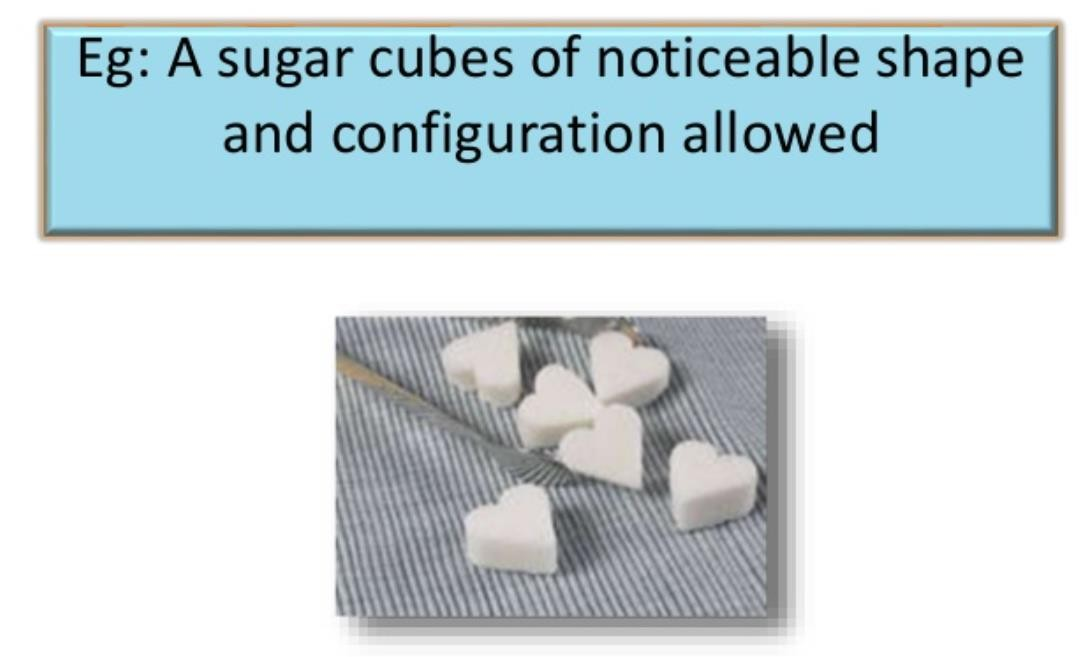 Eg: A sugar cubes of noticeable shape
and configuration allowed